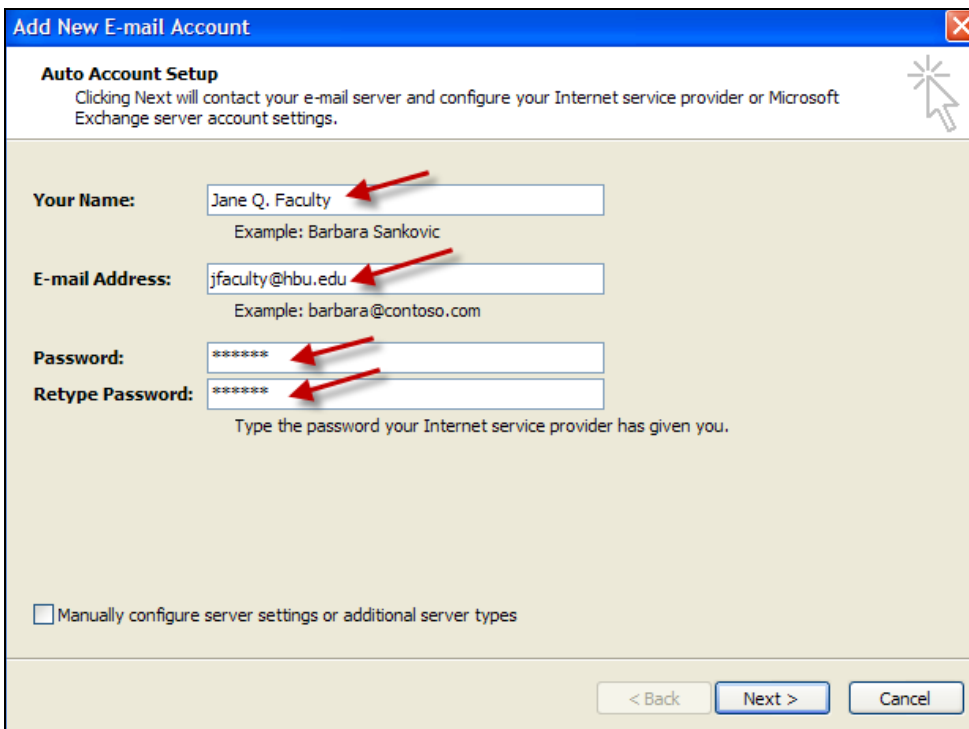 Add New E-mail Account
Auto Account Setup
Clicking Next will contact your e-mail server and configure your Internet service provider or Microsoft
Exchange server account settings.
Your Name: Jane Q. Faculty
Example: Barbara Sankovic
E-mail Address: jfaculty@hbu.edu
Example: barbara@contoso.com
Password: ******
Retype Password: ******
Type the password your Internet service provider has given you.
Manually configure server settings or additional server types
< Back Next > Cancel